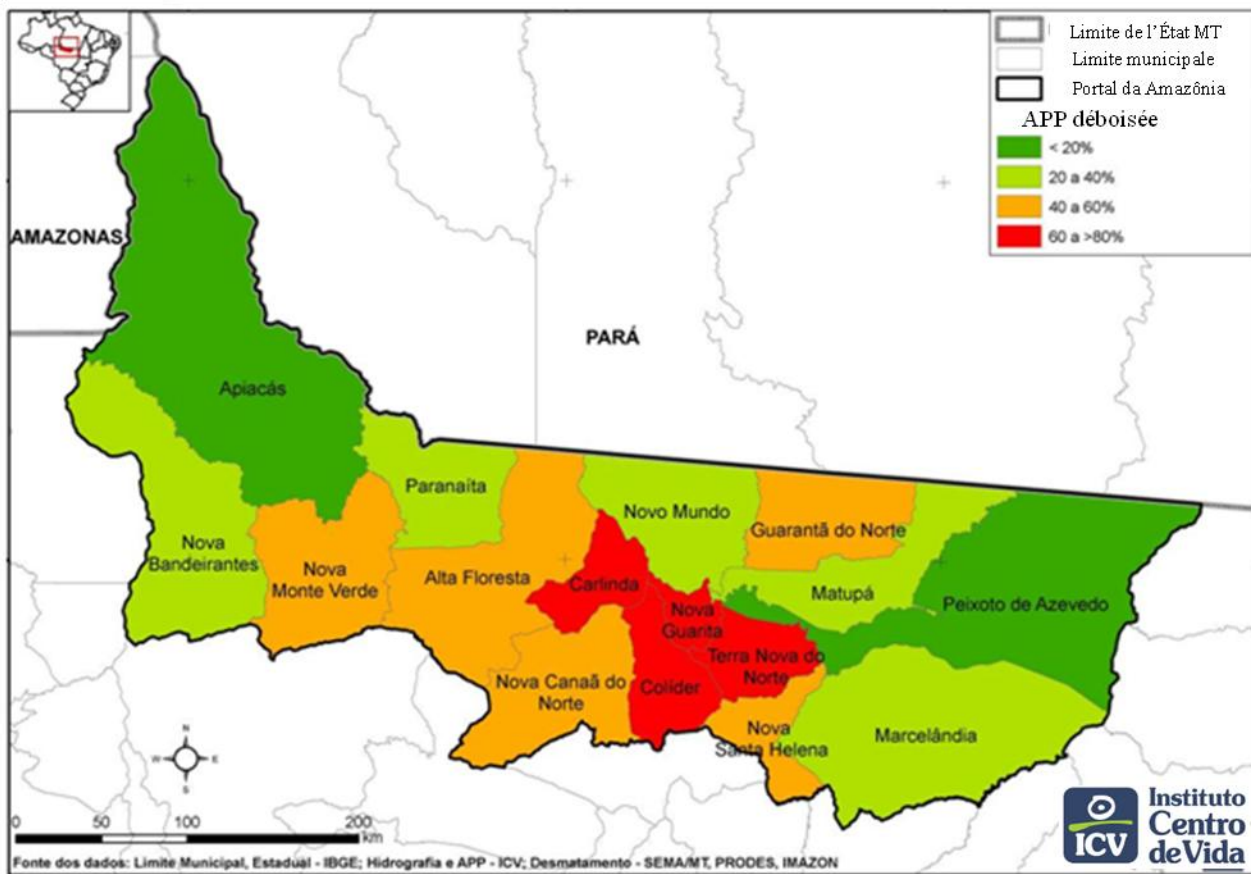 Limite de l'État MT
Limite municipale
Portal da Amazônia
APP déboisée
< 20%
20 a 40%
40 a 60%
60 a >80%
AMAZONAS
PARÁ
Apiacás
Paranaíta
Novo Mundo
Guarantã do Norte
Nova
Bandeirantes
Nova
Monte Verde
Alta Floresta
Carlinda
Nova
Guarita
Matupá
Peixoto de Azevedo
Terra Nova do
Norte
Nova Canaã do
Norte
Colíder
Nova
Santa Helena
Marcelândia
N
W
E
S
0 50 100 200
km
Fonte dos dados: Limite Municipal, Estadual - IBGE; Hidrografia e APP - ICV; Desmatamento - SEMA/MT, PRODES, IMAZON
ICV
Instituto
Centro
de Vida